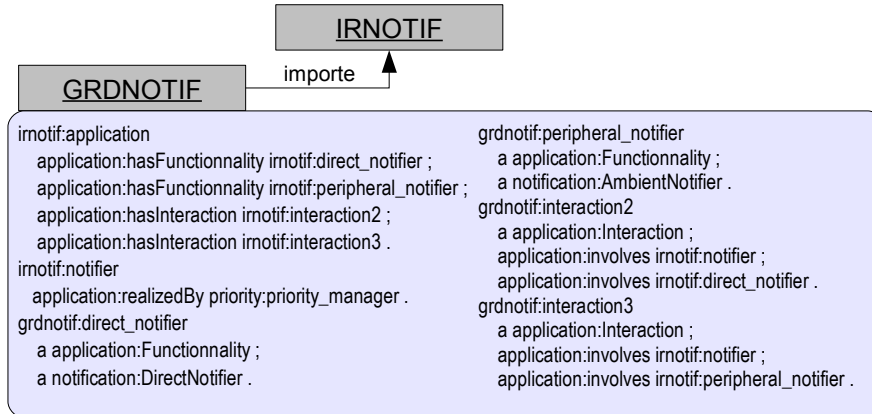 IRNOTIF
importe
GRDNOTIF
irnotif:application
application:hasFunctionnality irnotif:direct_notifier ;
application:hasFunctionnality irnotif:peripheral_notifier ;
application:hasInteraction irnotif:interaction2 ;
application:hasInteraction irnotif:interaction3 .
irnotif:notifier
application:realizedBy priority:priority_manager .
grdnotif:direct_notifier
a application:Functionnality ;
a notification:DirectNotifier .
grdnotif:peripheral_notifier
a application:Functionnality ;
a notification:AmbientNotifier .
grdnotif:interaction2
a application:Interaction ;
application:involves irnotif:notifier ;
application:involves irnotif:direct_notifier .
grdnotif:interaction3
a application:Interaction ;
application:involves irnotif:notifier ;
application:involves irnotif:peripheral_notifier .